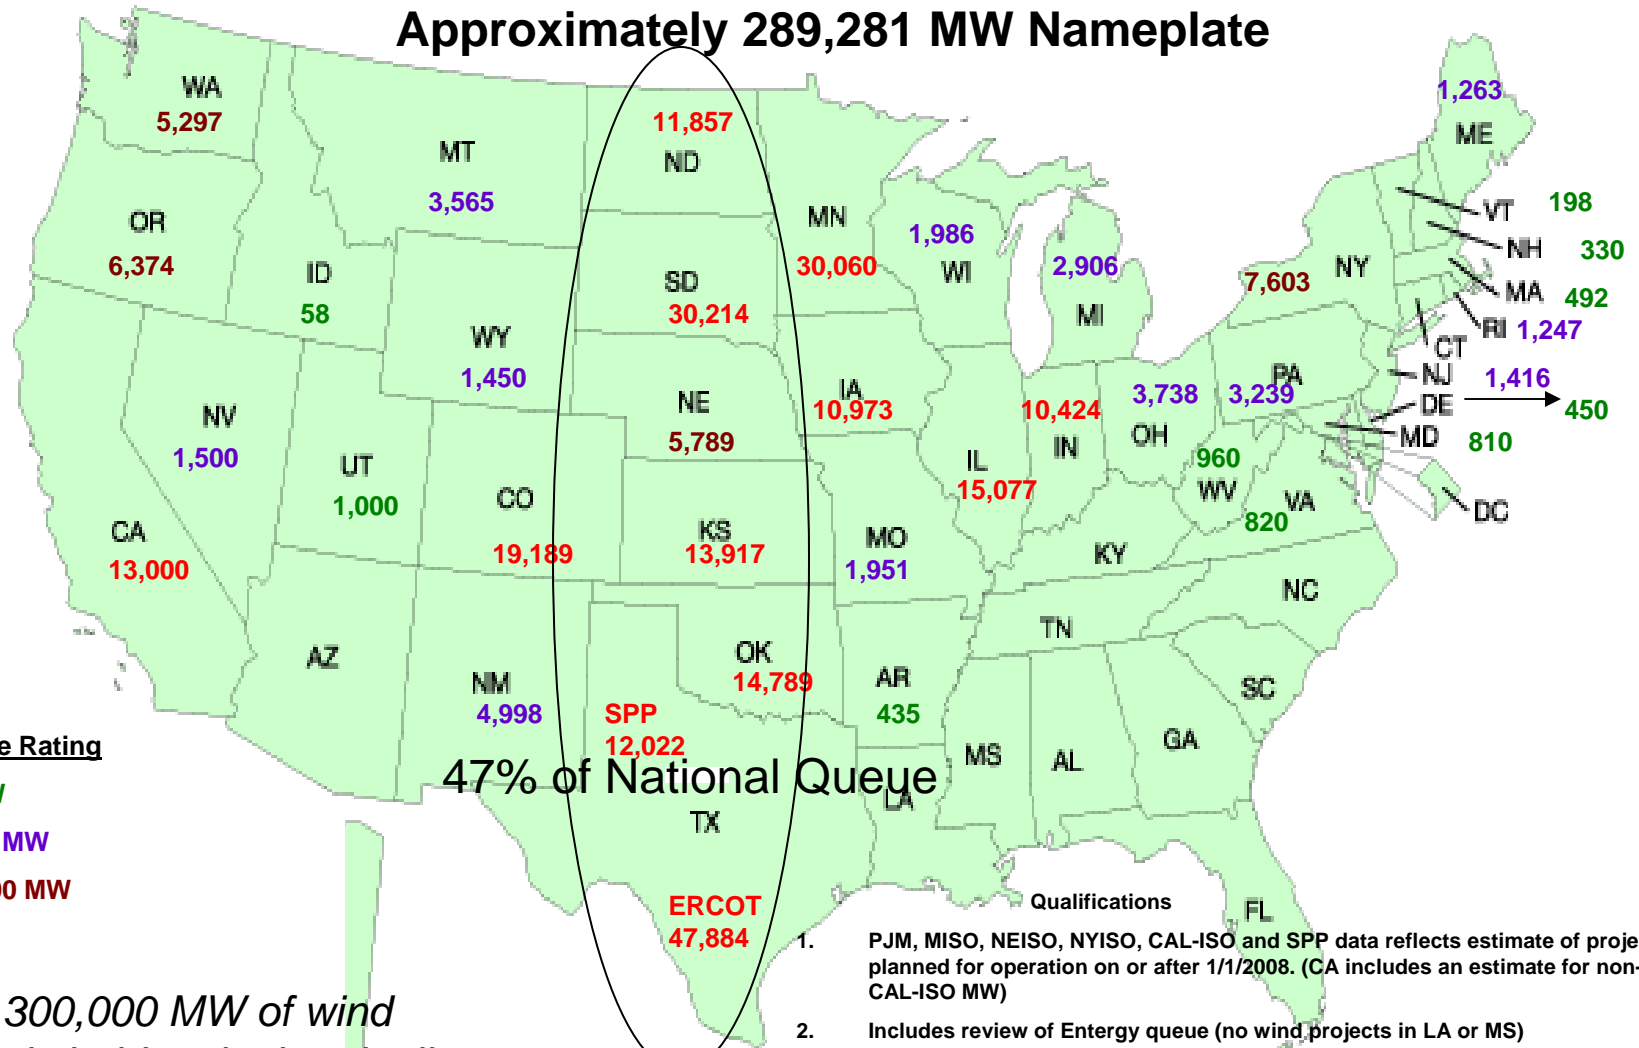 Approximately 289,281 MW Nameplate
WA
5,297
MT
3,565
11,857
ND
1,263
ME
OR
6,374
ID
58
MN
30,060
1,986
WI
2,906
MI
7,603
NY
VT 198
NH 330
MA 492
RI 1,247
CT
NJ 1,416
DE 450
MD 810
DC
SD
30,214
WY
1,450
NV
1,500
UT
1,000
NE
5,789
IA
10,973
IL
15,077
10,424
IN
3,738
OH
PA
3,239
960
WV
VA
820
CA
13,000
CO
19,189
KS
13,917
MO
1,951
KY
NC
TN
AZ
NM
4,998
OK
14,789
AR
435
SC
SPP
12,022
MS
AL
GA
47% of National Queue
LA
TX
ERCOT
47,884
FL
Rating
MW
MW
300,000 MW of wind
Qualifications
1. PJM, MISO, NEISO, NYISO, CAL-ISO and SPP data reflects estimate of
planned for operation on or after 1/1/2008. (CA includes an estimate for non-
CAL-ISO MW)
2. Includes review of Entergy queue (no wind projects in LA or MS)